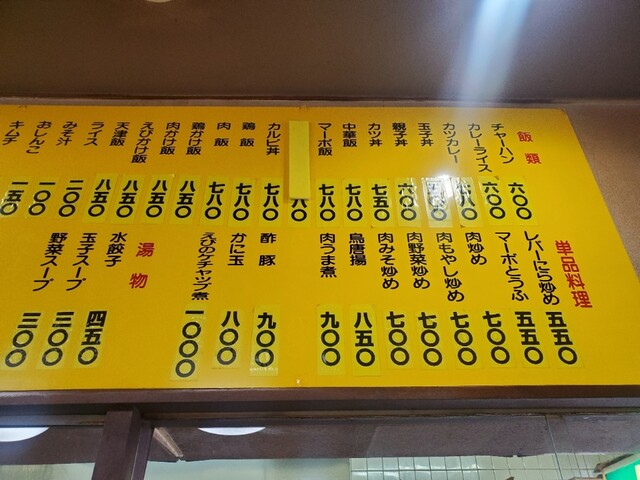 飯類
チャーハン 六〇〇
カレーライス 六〇〇
カツカレー 八〇
玉子丼
親子丼 六〇〇
カツ丼 七五〇
中華飯 七八〇
マーボ飯 七八〇
八〇
カルビ丼 七八〇
鶏飯 七八〇
肉飯 七八〇
鶏かけ飯 八五〇
肉かけ飯 八五〇
えびかけ飯 八五〇
天津飯 八五〇
ライス 二〇〇
みそ汁 一〇〇
おしんこ 一五〇
キムチ
単品料理
レバーにら炒め 五五〇
マーボとうふ 五五〇
肉炒め 七〇〇
肉もやし炒め 七〇〇
肉野菜炒め 七〇〇
肉みそ炒め 七〇〇
鳥唐揚 八五〇
肉うま煮 九〇〇
酢豚 九〇〇
かに玉 八〇〇
えびのケチャップ煮 一〇〇〇
湯物
水餃子 四五〇
玉子スープ 三〇〇
野菜スープ 三〇〇